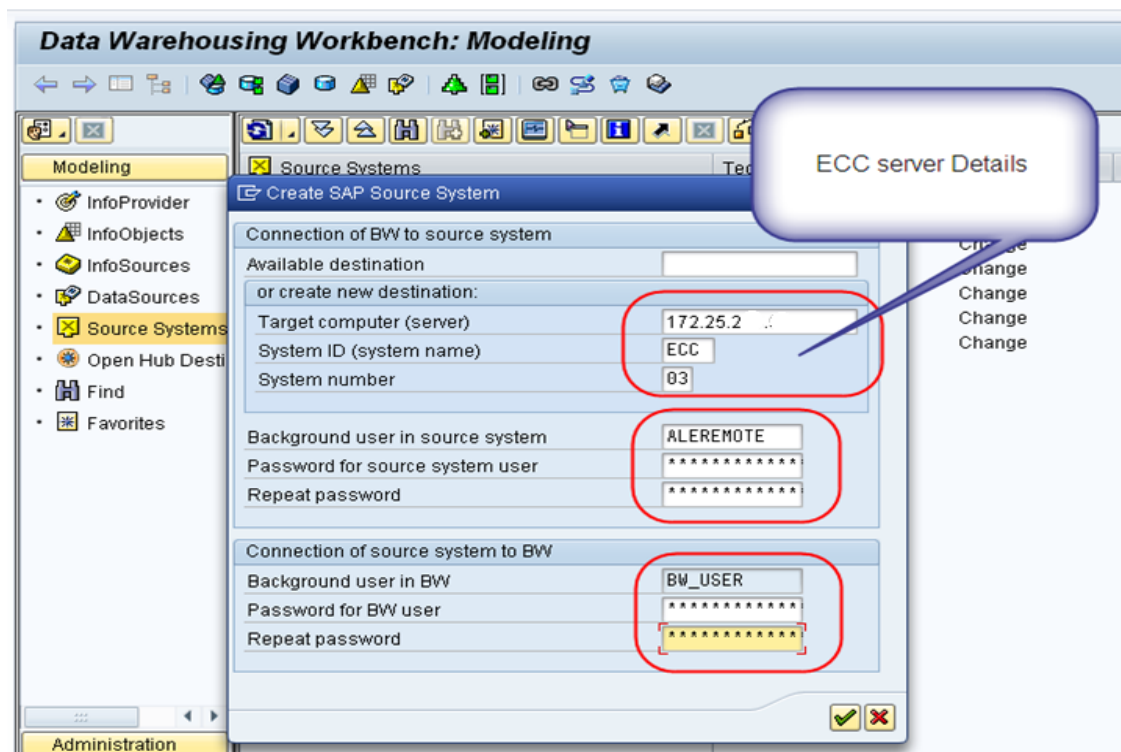 Data Warehousing Workbench: Modeling
Modeling
Source Systems
ECC server Details
Create SAP Source System
InfoProvider
InfoObjects
Connection of BW to source system
Change
InfoSources
Available destination
Change
DataSources
or create new destination:
Change
Source Systems
Target computer (server)
172.25.2
Change
Open Hub Desti
System ID (system name)
ECC
Change
Find
System number
03
Favorites
Background user in source system
ALEREMOTE
Password for source system user
************
Repeat password
************
Connection of source system to BW
Background user in BW
BW_USER
Password for BW user
************
Repeat password
************
Administration